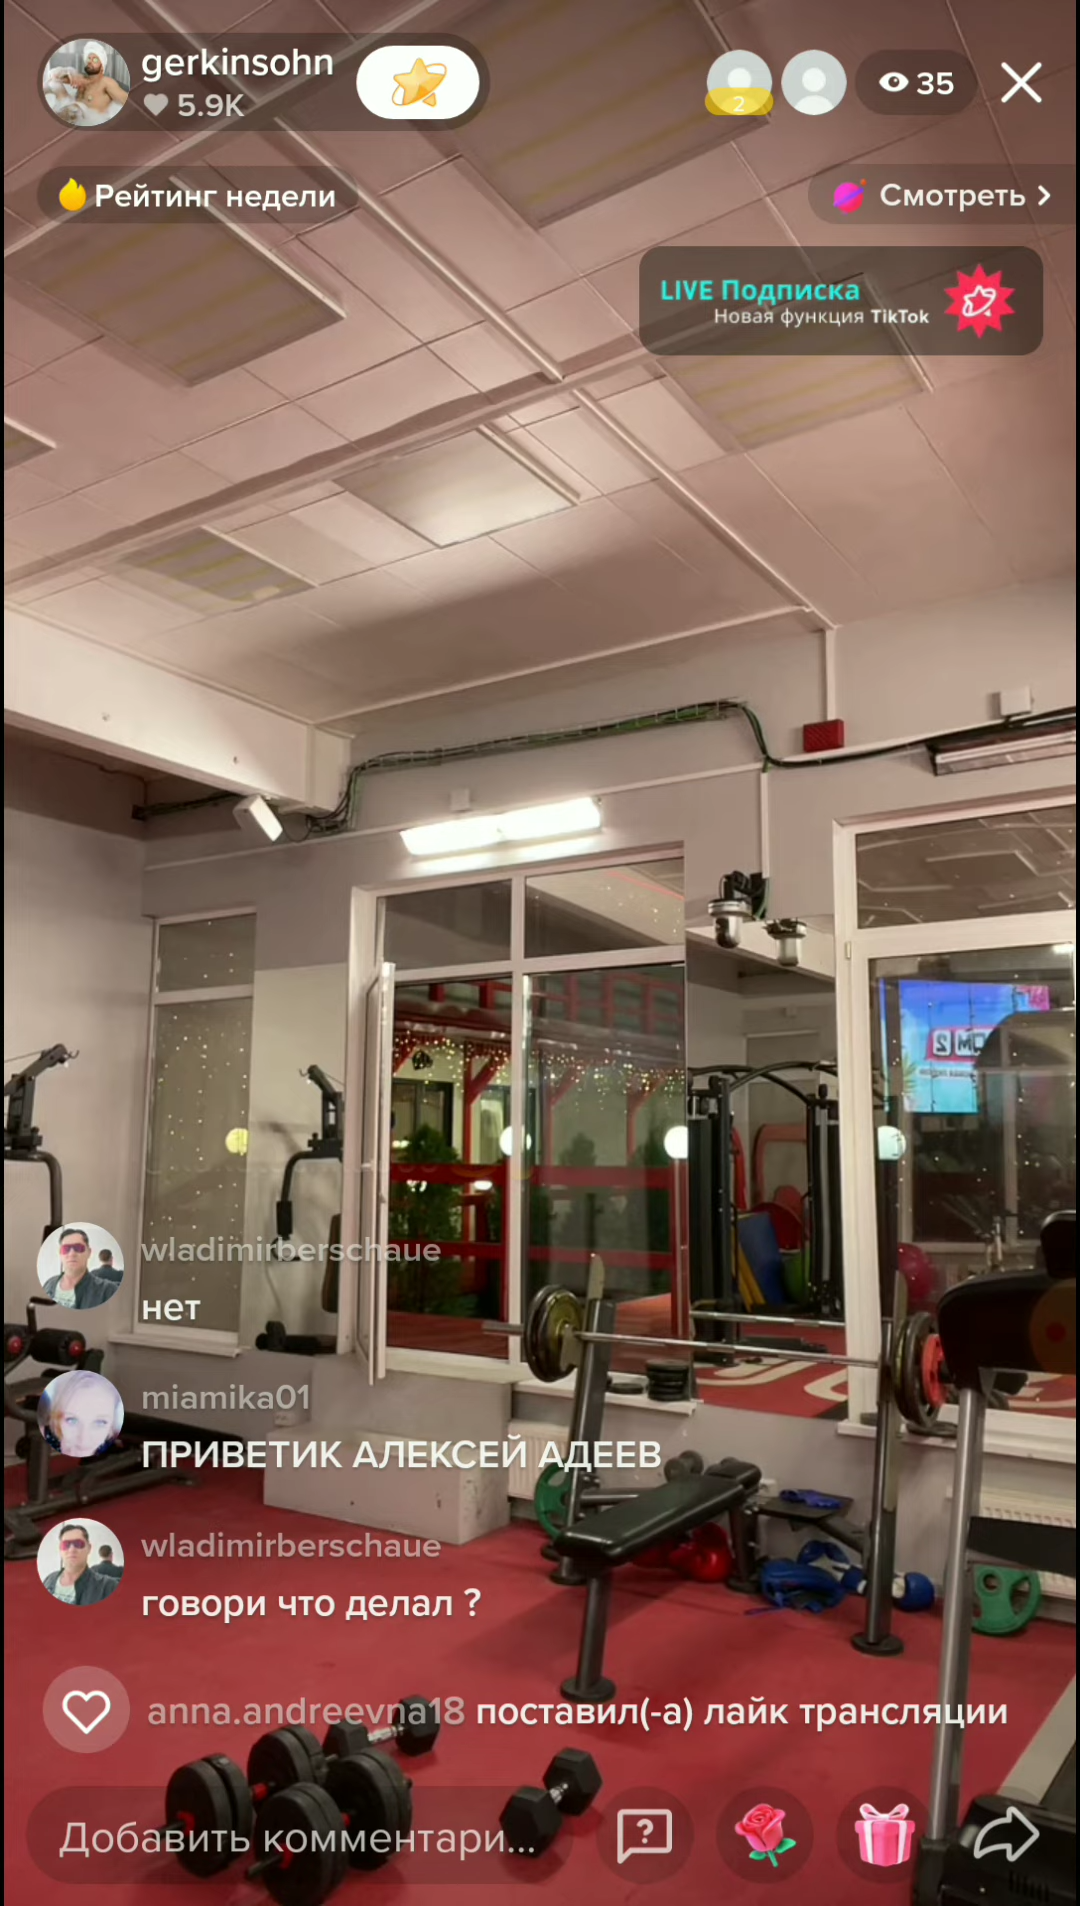 gerkinsohn
5.9K
2
35
Рейтинг недели
Смотреть
LIVE Подписка
Новая функция TikTok
wladimirberschaue
нет
miamika01
ПРИВЕТИК АЛЕКСЕЙ АДЕЕВ
wladimirberschaue
говори что делал ?
anna.andreevna18 поставил(-а) лайк трансляции
Добавить комментари...